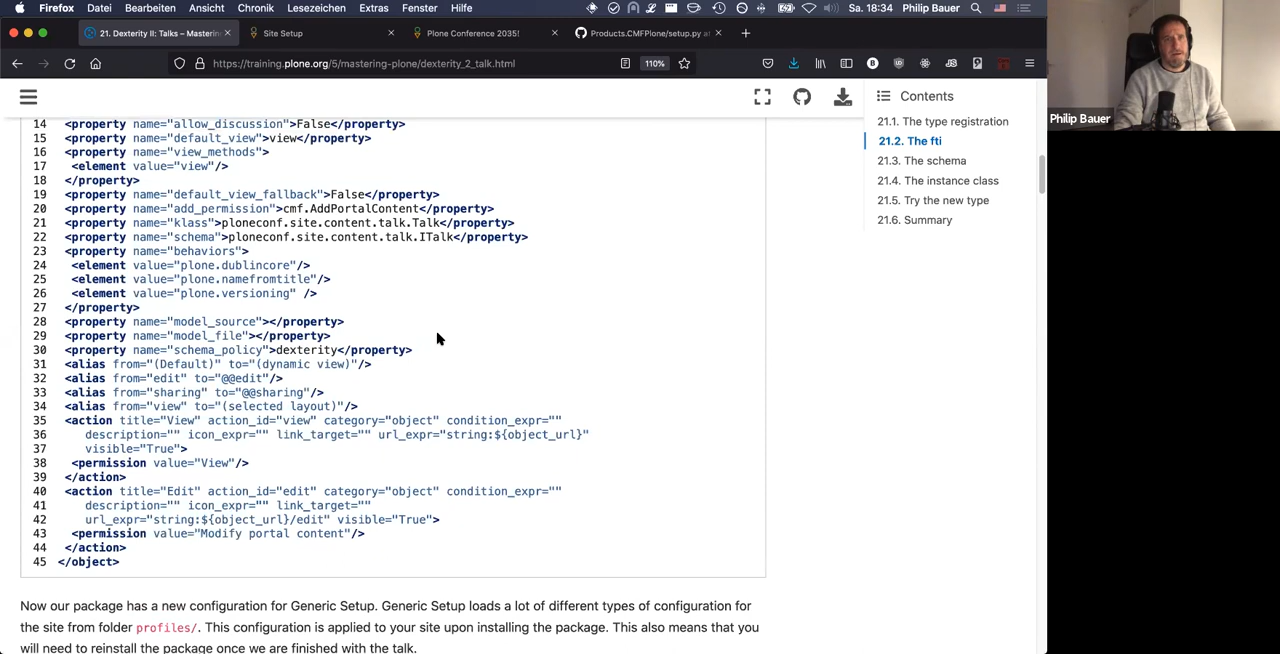 Firefox Datei Bearbeiten Ansicht Chronik Lesezeichen Extras Fenster Hilfe Sa. 18:34 Philip Bauer
21. Dexterity II: Talks – Masterin Site Setup Plone Conference 2035! Products.CMFPlone/setup.py at
https://training.plone.org/5/mastering-plone/dexterity_2_talk.html 110%
Contents
21.1. The type registration
21.2. The fti
21.3. The schema
21.4. The instance class
21.5. Try the new type
21.6. Summary
Philip Bauer
14 <property name="allow_discussion">False</property>
15 <property name="default_view">view</property>
16 <property name="view_methods">
17 <element value="view"/>
18 </property>
19 <property name="default_view_fallback">False</property>
20 <property name="add_permission">cmf.AddPortalContent</property>
21 <property name="klass">ploneconf.site.content.talk.Talk</property>
22 <property name="schema">ploneconf.site.content.talk.ITalk</property>
23 <property name="behaviors">
24 <element value="plone.dublincore"/>
25 <element value="plone.namefromtitle"/>
26 <element value="plone.versioning" />
27 </property>
28 <property name="model_source"></property>
29 <property name="model_file"></property>
30 <property name="schema_policy">dexterity</property>
31 <alias from="(Default)" to="(dynamic view)"/>
32 <alias from="edit" to="@@edit"/>
33 <alias from="sharing" to="@@sharing"/>
34 <alias from="view" to="(selected layout)"/>
35 <action title="View" action_id="view" category="object" condition_expr=""
36 description="" icon_expr="" link_target="" url_expr="string:${object_url}"
37 visible="True">
38 <permission value="View"/>
39 </action>
40 <action title="Edit" action_id="edit" category="object" condition_expr=""
41 description="" icon_expr="" link_target=""
42 url_expr="string:${object_url}/edit" visible="True">
43 <permission value="Modify portal content"/>
44 </action>
45 </object>
Now our package has a new configuration for Generic Setup. Generic Setup loads a lot of different types of configuration for
the site from folder profiles/. This configuration is applied to your site upon installing the package. This also means that you
will need to reinstall the package once we are finished with the talk.